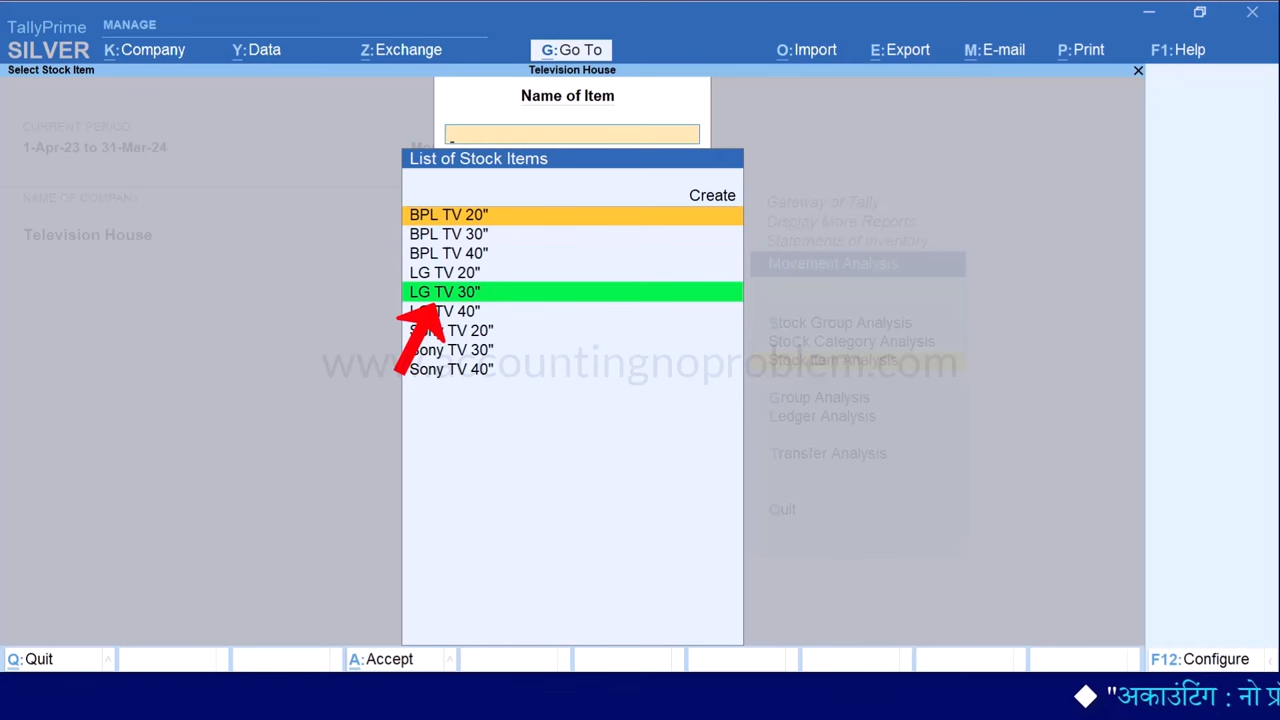 TallyPrime MANAGE
SILVER K:Company Y:Data Z:Exchange G:Go To O:Import E:Export M:E-mail P:Print F1:Help
Select Stock Item Television House
Name of Item
CURRENT PERIOD
1-Apr-23 to 31-Mar-24
List of Stock Items
NAME OF COMPANY
Create
Gateway of Tally
BPL TV 20"
Display More Reports
Television House
BPL TV 30"
Statements of Inventory
BPL TV 40"
Movement Analysis
LG TV 20"
LG TV 30"
LG TV 40"
Stock Group Analysis
Sony TV 20"
Stock Category Analysis
Sony TV 30"
Stock Item Analysis
www.accountingnoproblem.com
Sony TV 40"
Group Analysis
Ledger Analysis
Transfer Analysis
Quit
Q:Quit A:Accept F12:Configure
"अकाउंटिंग : नो